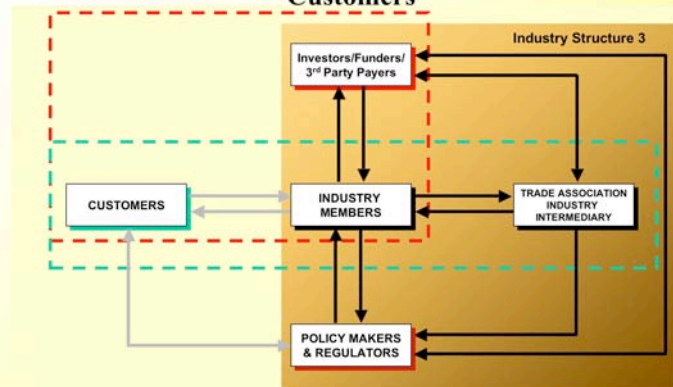 Customers
Industry Structure 3
Investors/Funders/
3rd Party Payers
CUSTOMERS
INDUSTRY
MEMBERS
TRADE ASSOCIATION
INDUSTRY
INTERMEDIARY
POLICY MAKERS
& REGULATORS